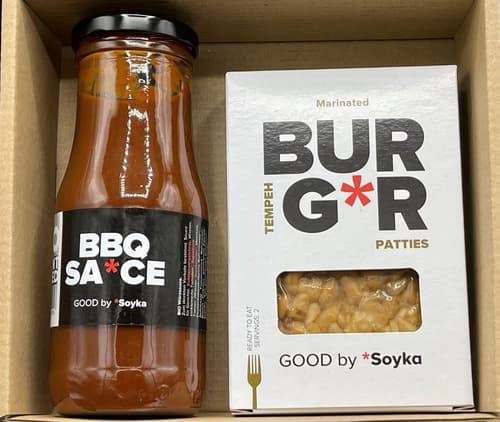 BBQ
SA*CE
GOOD by *Soyka
Marinated
BUR
G*R
TEMPEH
PATTIES
READY TO EAT
SERVINGS: 2
GOOD by *Soyka